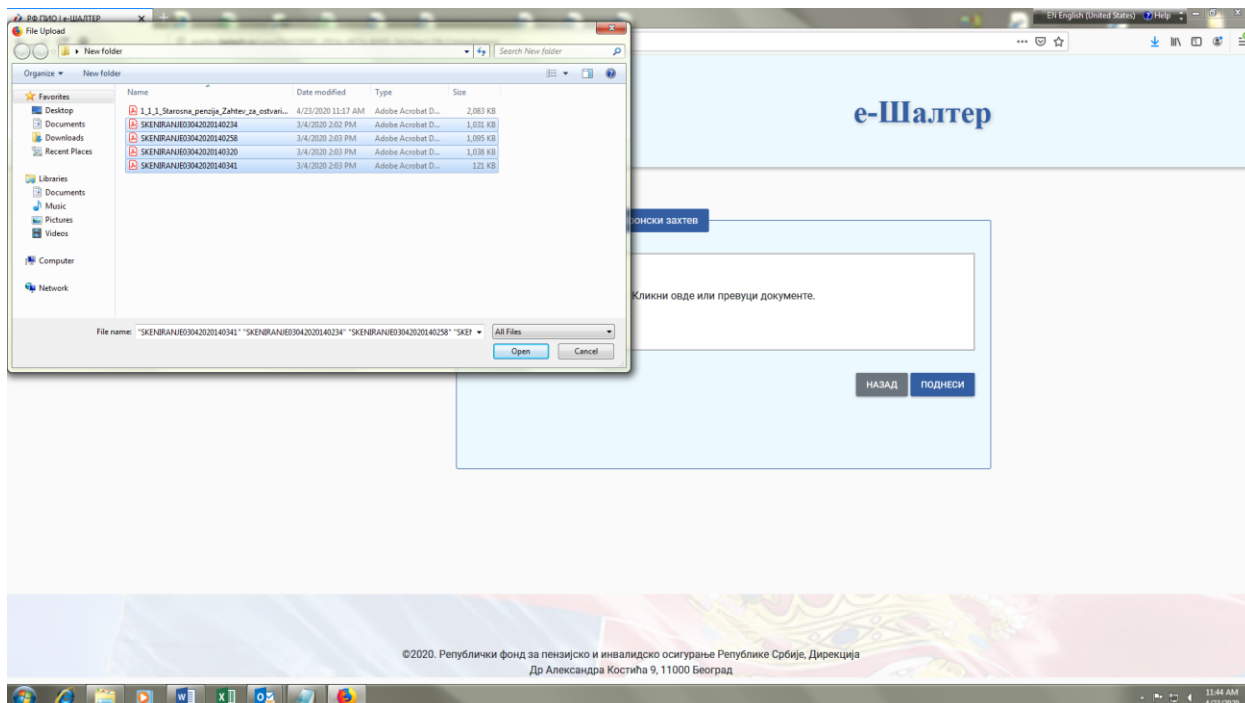 РФ ПИО | е-ШАЛТЕР
EN English (United States) Help
File Upload
New folder
Search New folder
Organize New folder
Name Date modified Type Size
Favorites
Desktop
Documents
Downloads
Recent Places
Libraries
Documents
Music
Pictures
Videos
Computer
Network
1_1_1_Starosna_penzija_Zahtev_za_ostvari... 4/23/2020 11:17 AM Adobe Acrobat D... 2,083 KB
SKENIRANJE03042020140234 3/4/2020 2:02 PM Adobe Acrobat D... 1,031 KB
SKENIRANJE03042020140258 3/4/2020 2:03 PM Adobe Acrobat D... 1,095 KB
SKENIRANJE03042020140320 3/4/2020 2:03 PM Adobe Acrobat D... 1,038 KB
SKENIRANJE03042020140341 3/4/2020 2:03 PM Adobe Acrobat D... 121 KB
File name: "SKENIRANJE03042020140341" "SKENIRANJE03042020140234" "SKENIRANJE03042020140258" "SKEN
All Files
Open Cancel
е-Шалтер
ронски захтев
Кликни овде или превуци документе.
НАЗАД ПОДНЕСИ
©2020. Републички фонд за пензијско и инвалидско осигурање Републике Србије, Дирекција
Др Александра Костића 9, 11000 Београд
11:44 AM